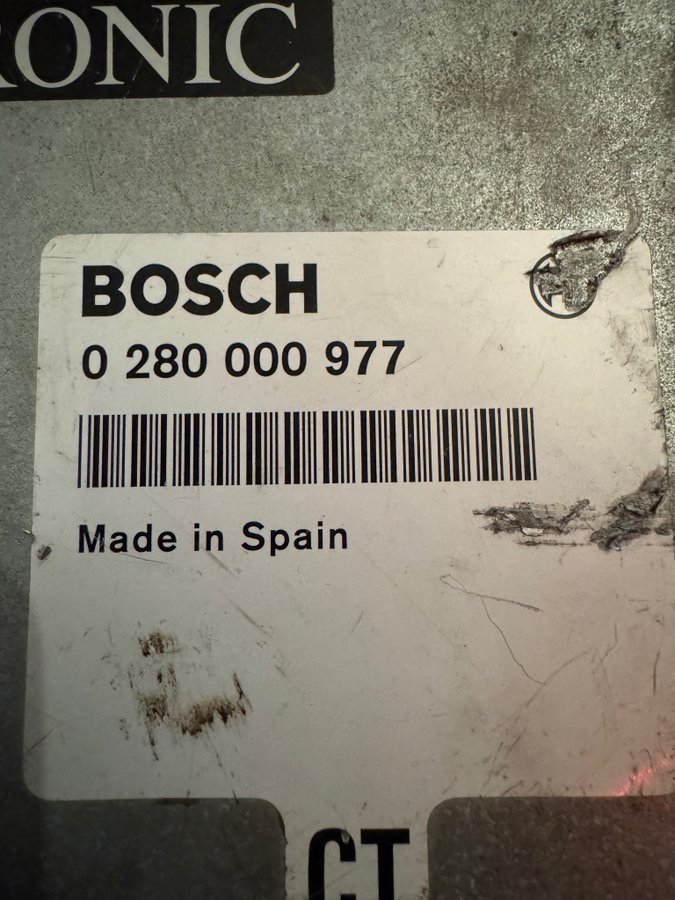 RONIC
BOSCH
0 280 000 977
Made in Spain
CT